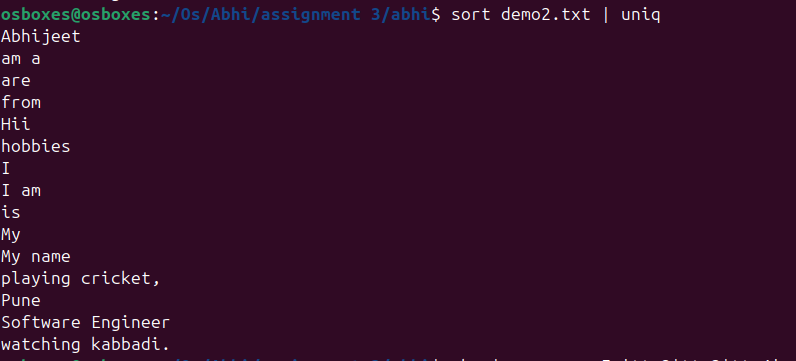 osboxes@osboxes:~/Os/Abhi/assignment 3/abhi$ sort demo2.txt | uniq
Abhijeet
am a
are
from
Hii
hobbies
I
I am
is
My
My name
playing cricket,
Pune
Software Engineer
watching kabbadi.